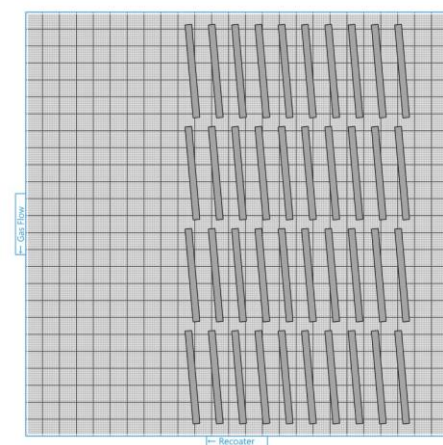 ← Gas Flow
← Recoater